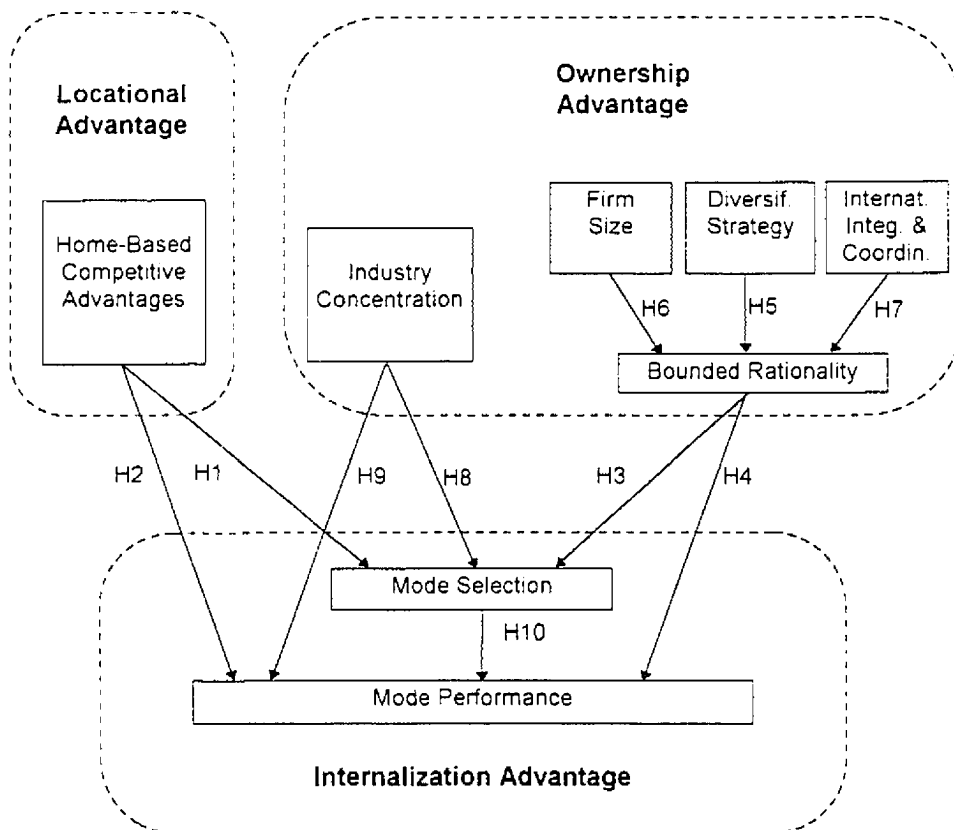 Locational
Advantage
Ownership
Advantage
Home-Based
Competitive
Advantages
Industry
Concentration
Firm
Size
Diversif.
Strategy
Internat.
Integ. &
Coordin.
H6
H5
H7
Bounded Rationality
H2
H1
H9
H8
H3
H4
Mode Selection
H10
Mode Performance
Internalization Advantage